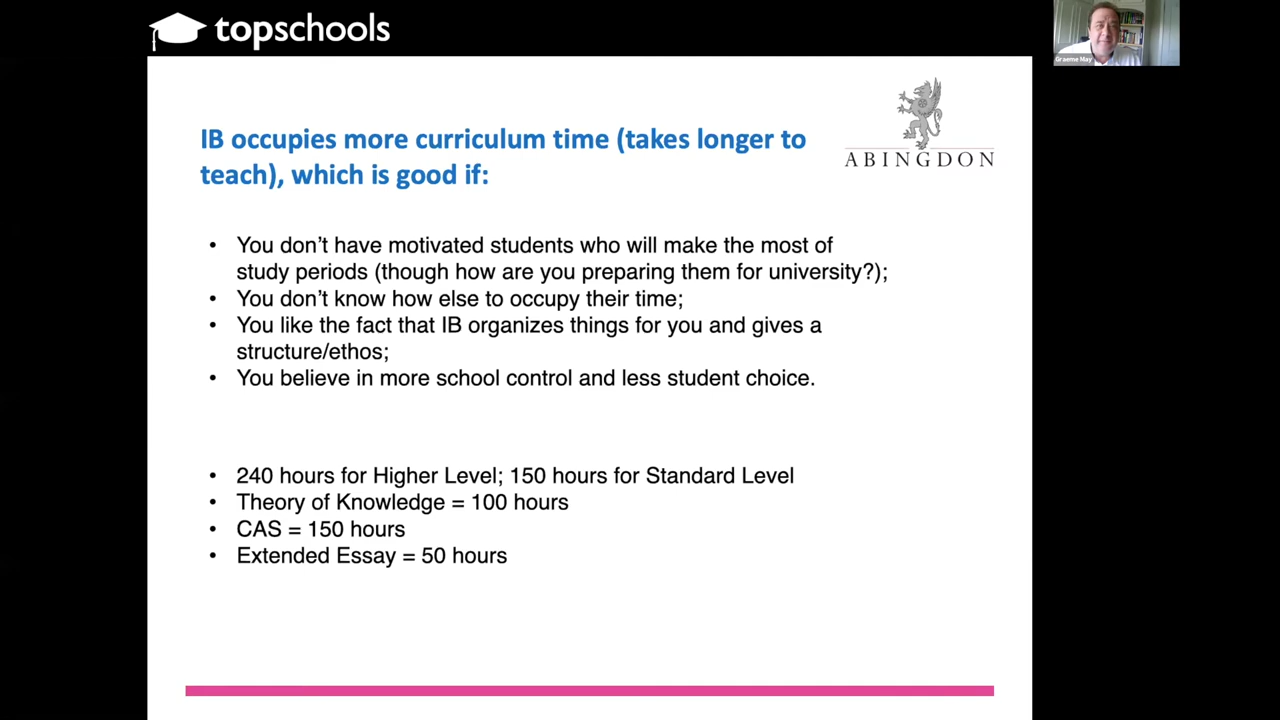 topschools
Graeme May
ABINGDON
IB occupies more curriculum time (takes longer to
teach), which is good if:
• You don’t have motivated students who will make the most of
study periods (though how are you preparing them for university?);
• You don’t know how else to occupy their time;
• You like the fact that IB organizes things for you and gives a
structure/ethos;
• You believe in more school control and less student choice.
• 240 hours for Higher Level; 150 hours for Standard Level
• Theory of Knowledge = 100 hours
• CAS = 150 hours
• Extended Essay = 50 hours